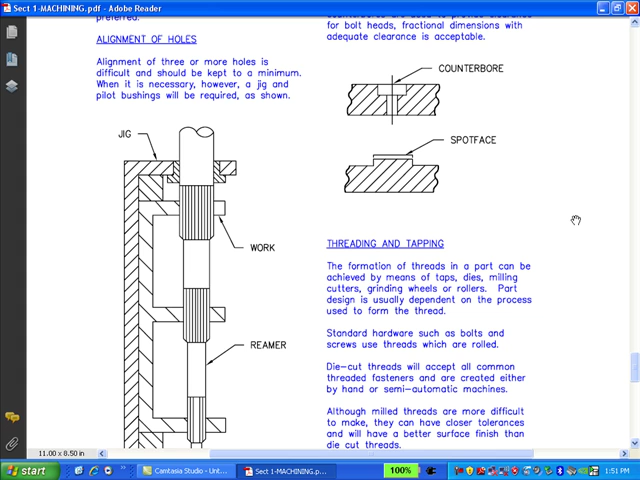 Sect 1-MACHINING.pdf - Adobe Reader
preferred.
ALIGNMENT OF HOLES
Alignment of three or more holes is
difficult and should be kept to a minimum.
When it is necessary, however, a jig and
pilot bushings will be required, as shown.
JIG
WORK
REAMER
counterbores are used to provide clearance
for bolt heads, fractional dimensions with
adequate clearance is acceptable.
COUNTERBORE
SPOTFACE
THREADING AND TAPPING
The formation of threads in a part can be
achieved by means of taps, dies, milling
cutters, grinding wheels or rollers. Part
design is usually dependent on the process
used to form the thread.
Standard hardware such as bolts and
screws use threads which are rolled.
Die-cut threads will accept all common
threaded fasteners and are created either
by hand or semi-automatic machines.
Although milled threads are more difficult
to make, they can have closer tolerances
and will have a better surface finish than
die cut threads.
11.00 x 8.50 in
start
Camtasia Studio - Unt...
Sect 1-MACHINING.p...
100%
1:51 PM